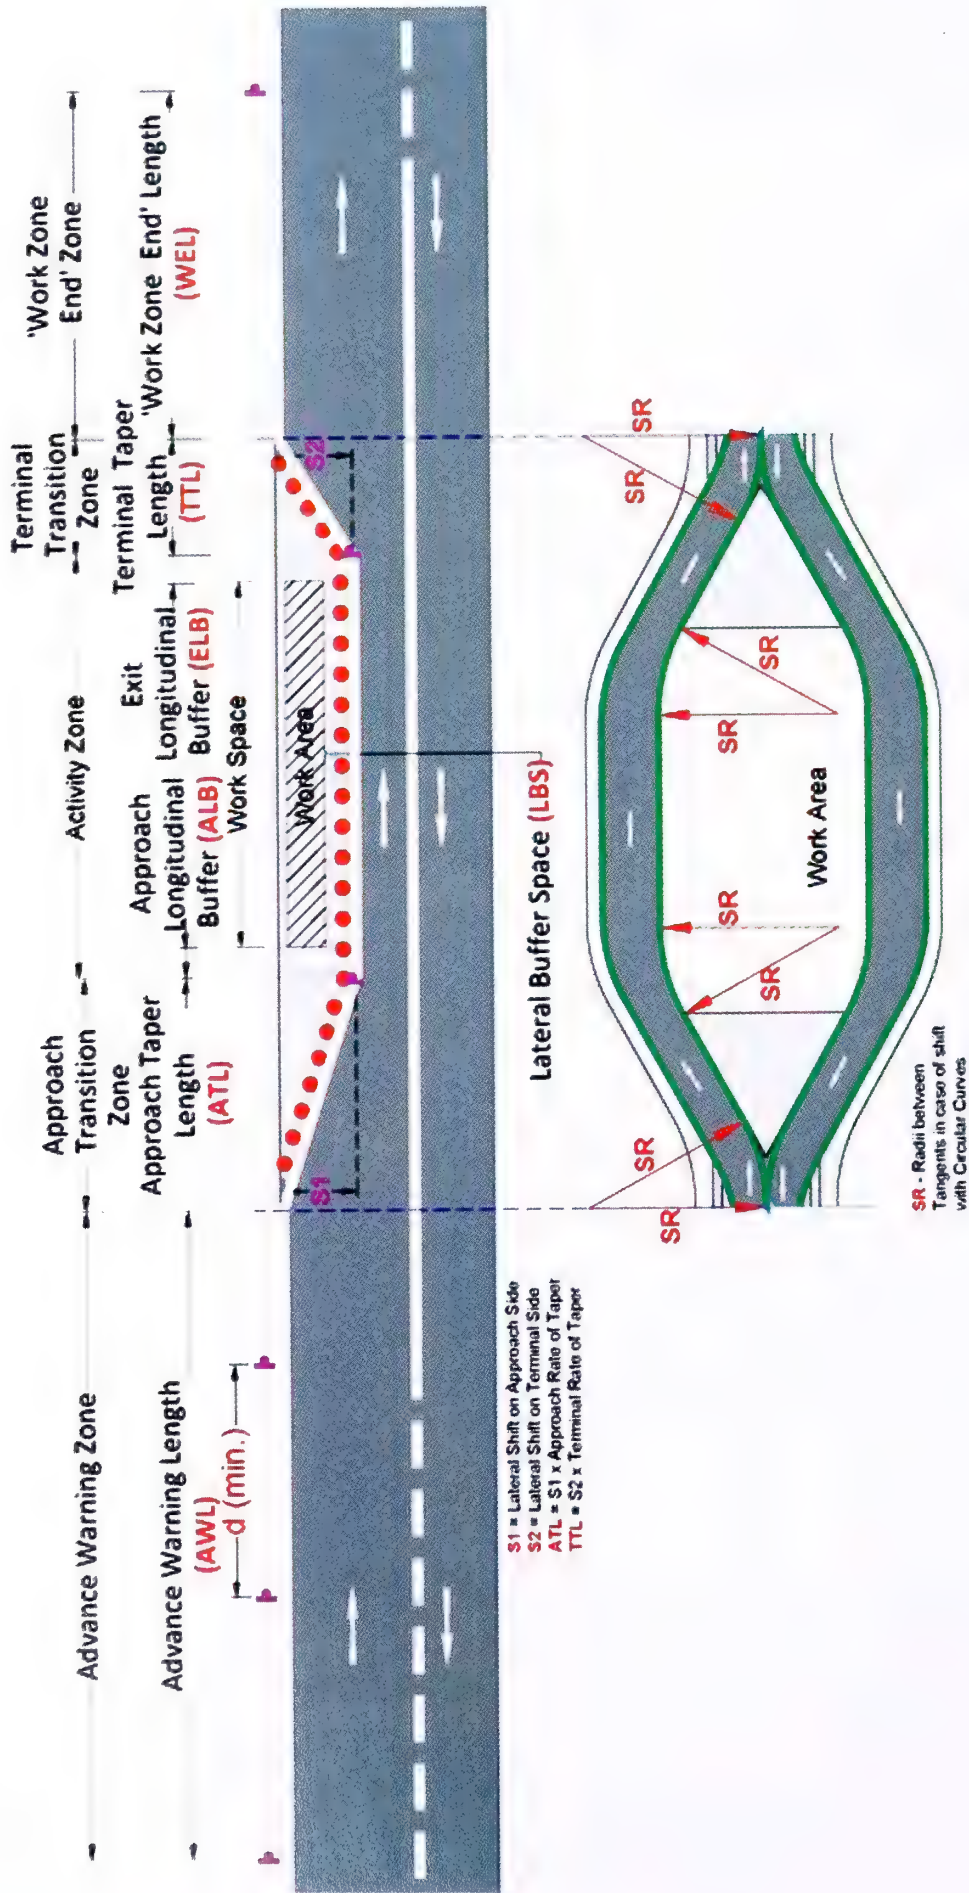 Advance Warning Zone
Advance Warning Length
(AWL)
d (min.)
Approach
Transition
Zone
Approach Taper
Length
(ATL)
Activity Zone
Approach
Longitudinal
Buffer (ALB)
Exit
Longitudinal
Buffer (ELB)
Work Space
Terminal
Transition
Zone
Terminal Taper
Length
(TTL)
'Work Zone
End' Zone
'Work Zone End' Length
(WEL)
S1
Work Area
S2
Lateral Buffer Space (LBS)
S1 = Lateral Shift on Approach Side
S2 = Lateral Shift on Terminal Side
ATL = S1 x Approach Rate of Taper
TTL = S2 x Terminal Rate of Taper
SR
SR
SR
SR
SR
SR
SR
SR
Work Area
SR - Radii between
Tangents in case of shift
with Circular Curves